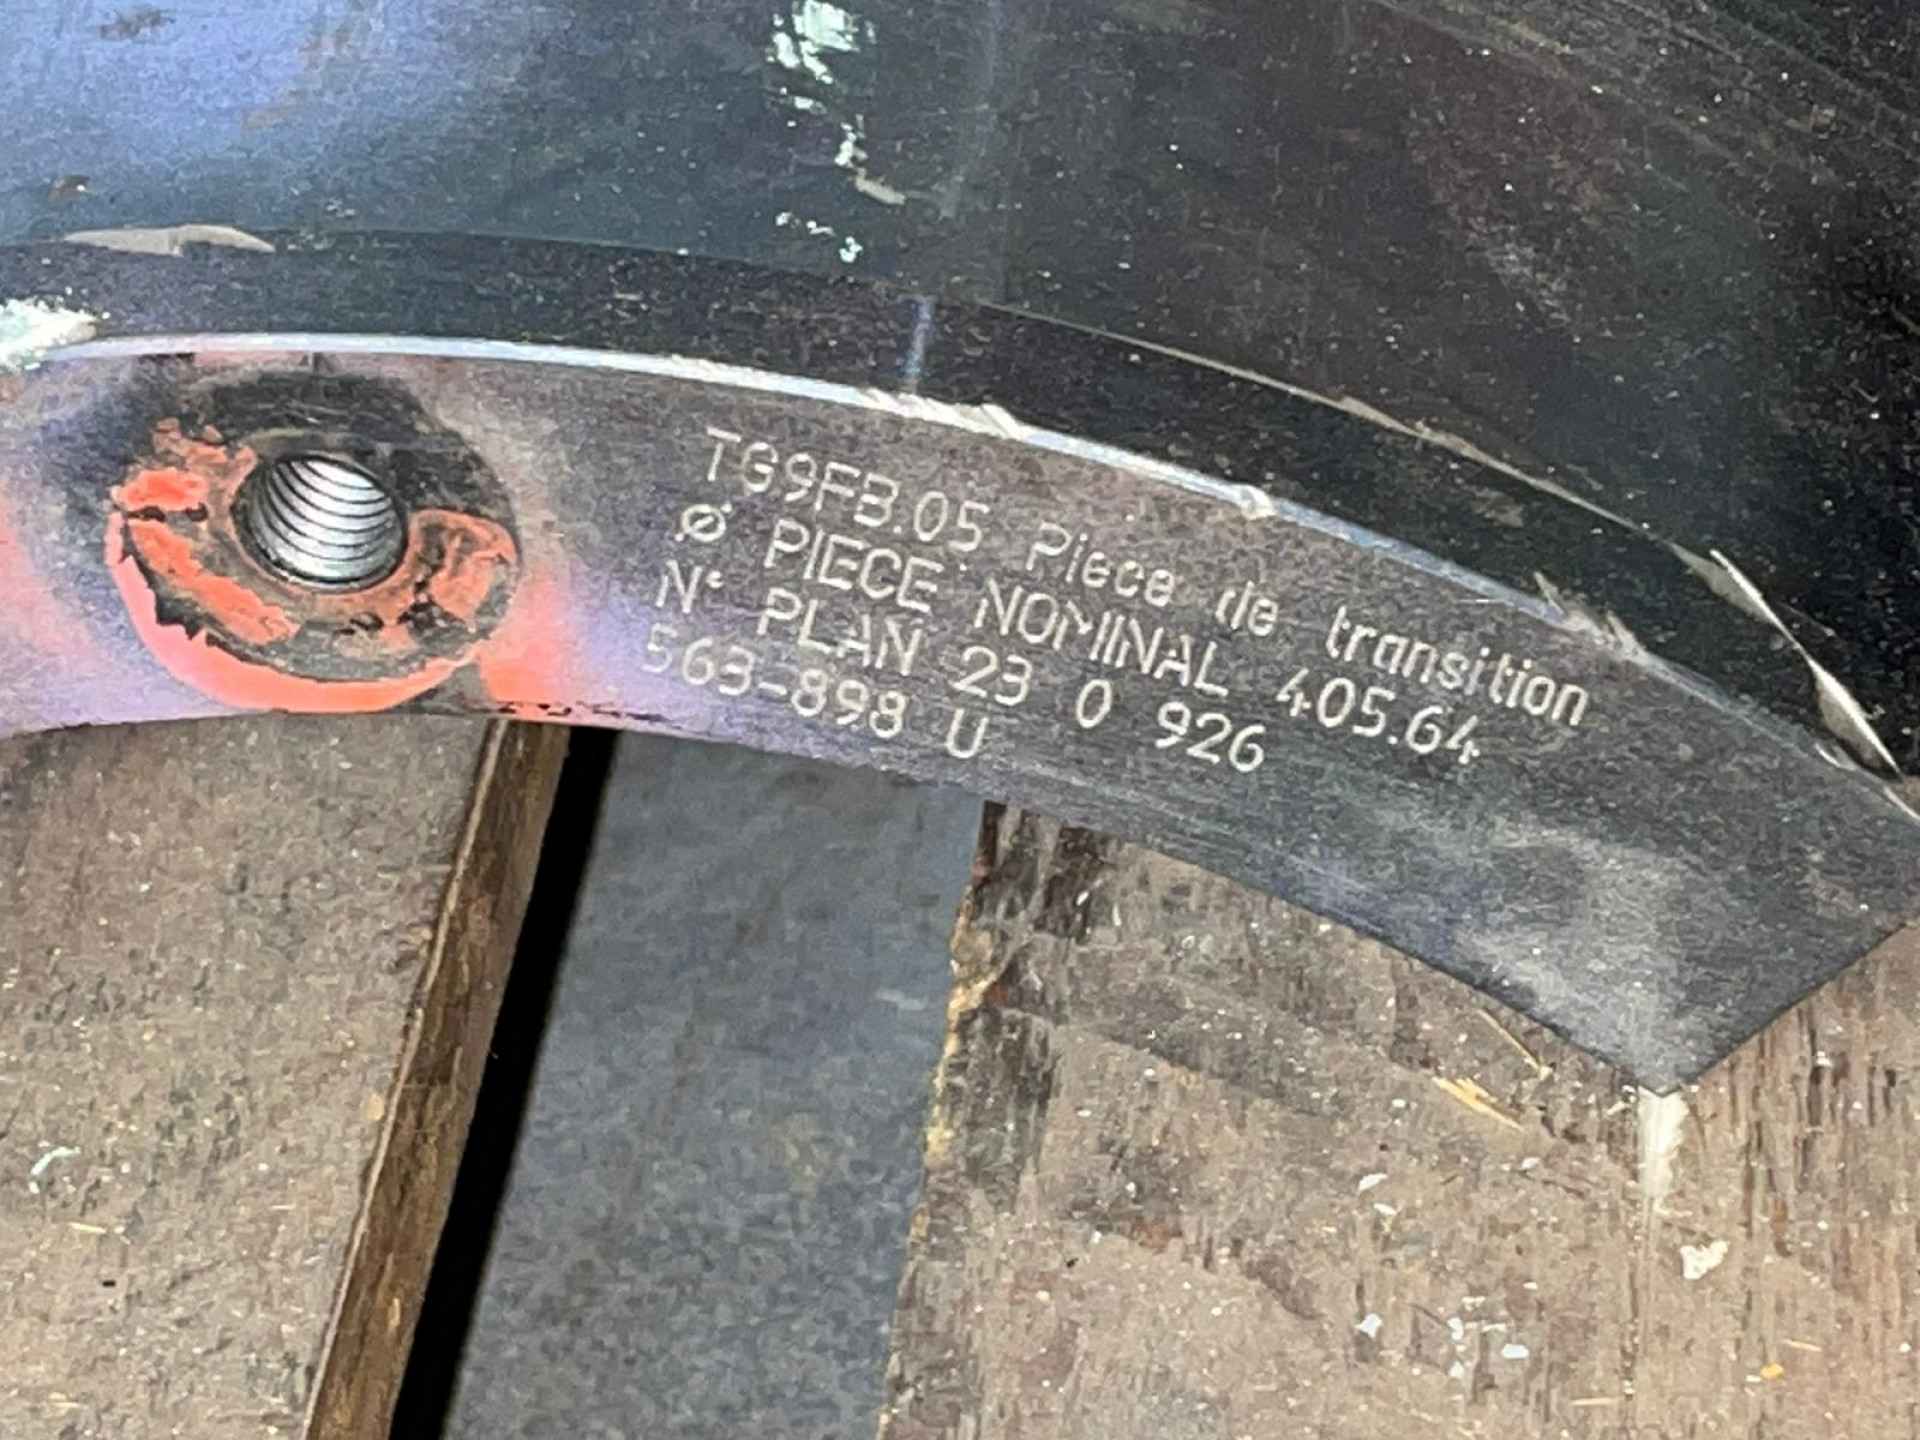 TG9FB.05 Piece de transition
Ø PIECE NOMINAL 405.64
N° PLAN 23 0 926
563-898 U